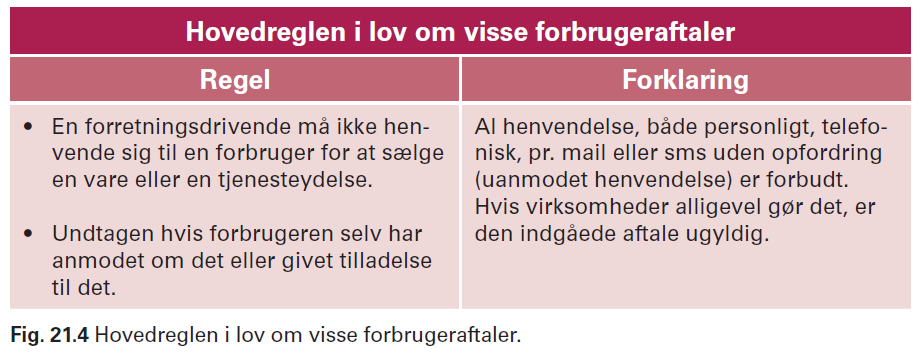 Hovedreglen i lov om visse forbrugeraftaler
Regel
Forklaring
• En forretningsdrivende må ikke hen-
vende sig til en forbruger for at sælge
en vare eller en tjenesteydelse.
• Undtagen hvis forbrugeren selv har
anmodet om det eller givet tilladelse
til det.
Al henvendelse, både personligt, telefo-
nisk, pr. mail eller sms uden opfordring
(uanmodet henvendelse) er forbudt.
Hvis virksomheder alligevel gør det, er
den indgåede aftale ugyldig.
Fig. 21.4 Hovedreglen i lov om visse forbrugeraftaler.